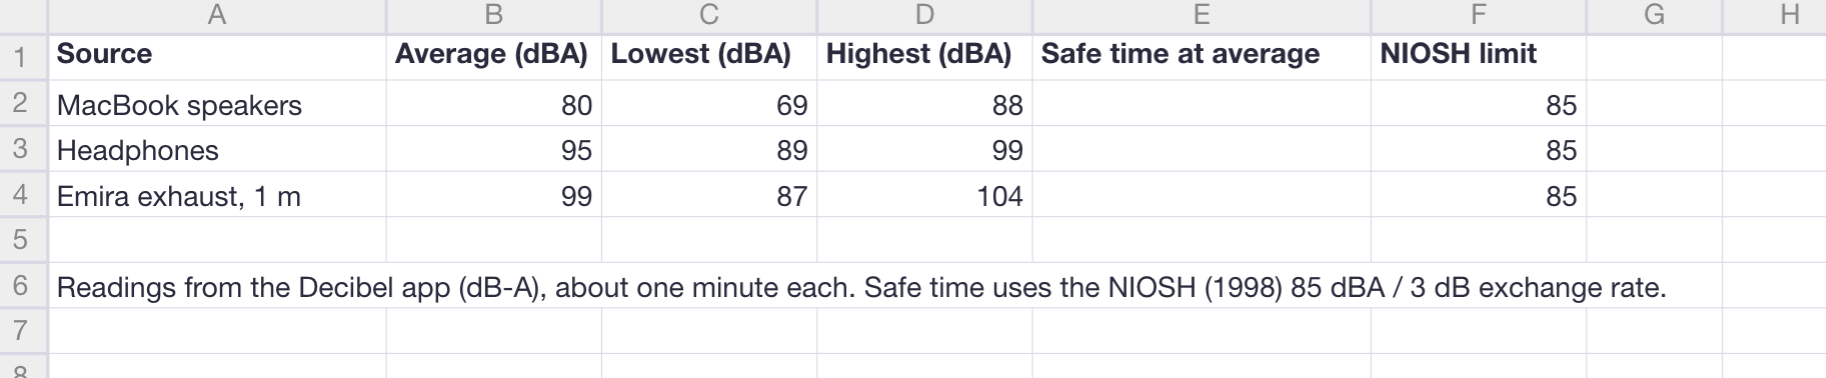 A B C D E F G H
1 Source Average (dBA) Lowest (dBA) Highest (dBA) Safe time at average NIOSH limit
2 MacBook speakers 80 69 88 85
3 Headphones 95 89 99 85
4 Emira exhaust, 1 m 99 87 104 85
5
6 Readings from the Decibel app (dB-A), about one minute each. Safe time uses the NIOSH (1998) 85 dBA / 3 dB exchange rate.
7
8